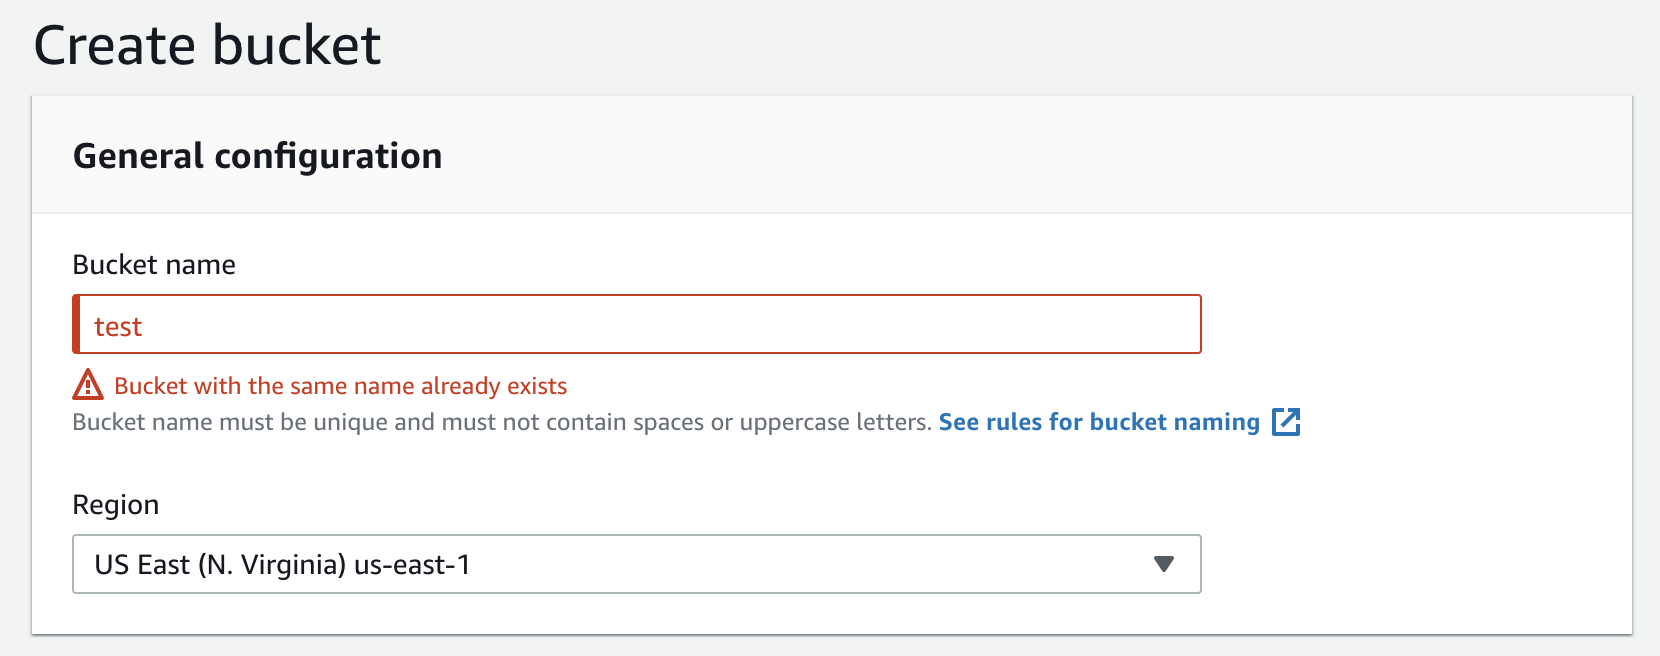 Create bucket
General configuration
Bucket name
test
Bucket with the same name already exists
Bucket name must be unique and must not contain spaces or uppercase letters. See rules for bucket naming
Region
US East (N. Virginia) us-east-1